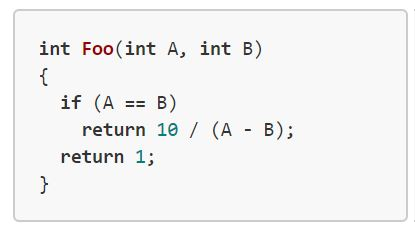 int Foo(int A, int B)
{
  if (A == B)
    return 10 / (A - B);
  return 1;
}